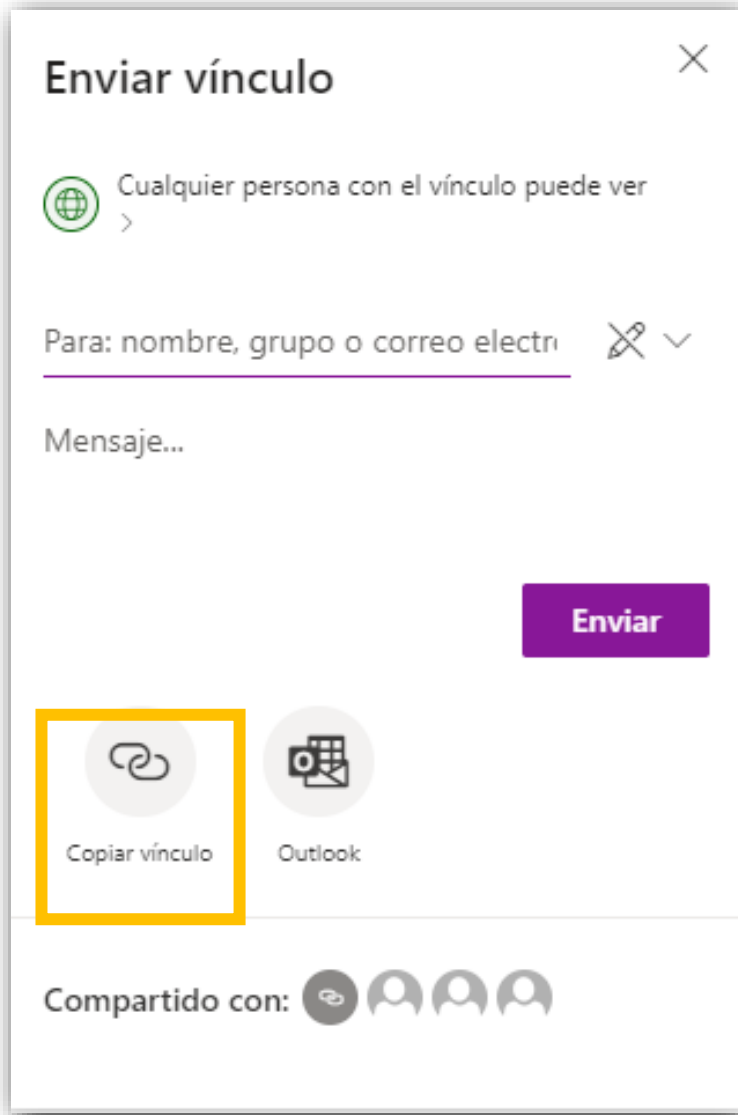 Enviar vínculo
Cualquier persona con el vínculo puede ver
Para: nombre, grupo o correo electr
Mensaje...
Enviar
Copiar vínculo
Outlook
Compartido con: